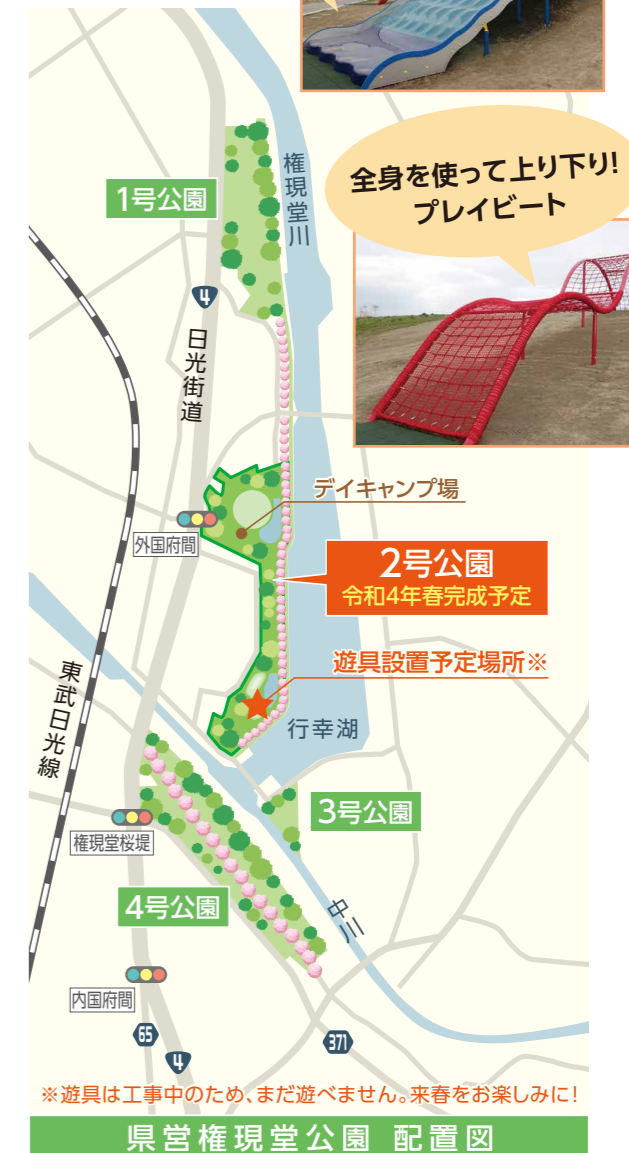 全身を使って上り下り!
プレイビート
1号公園
権現堂川
4
日光街道
デイキャンプ場
外国府間
2号公園
令和4年春完成予定
遊具設置予定場所※
東武日光線
行幸湖
3号公園
権現堂桜堤
4号公園
中川
内国府間
65
4
371
※遊具は工事中のため、まだ遊べません。来春をお楽しみに!
県営権現堂公園 配置図